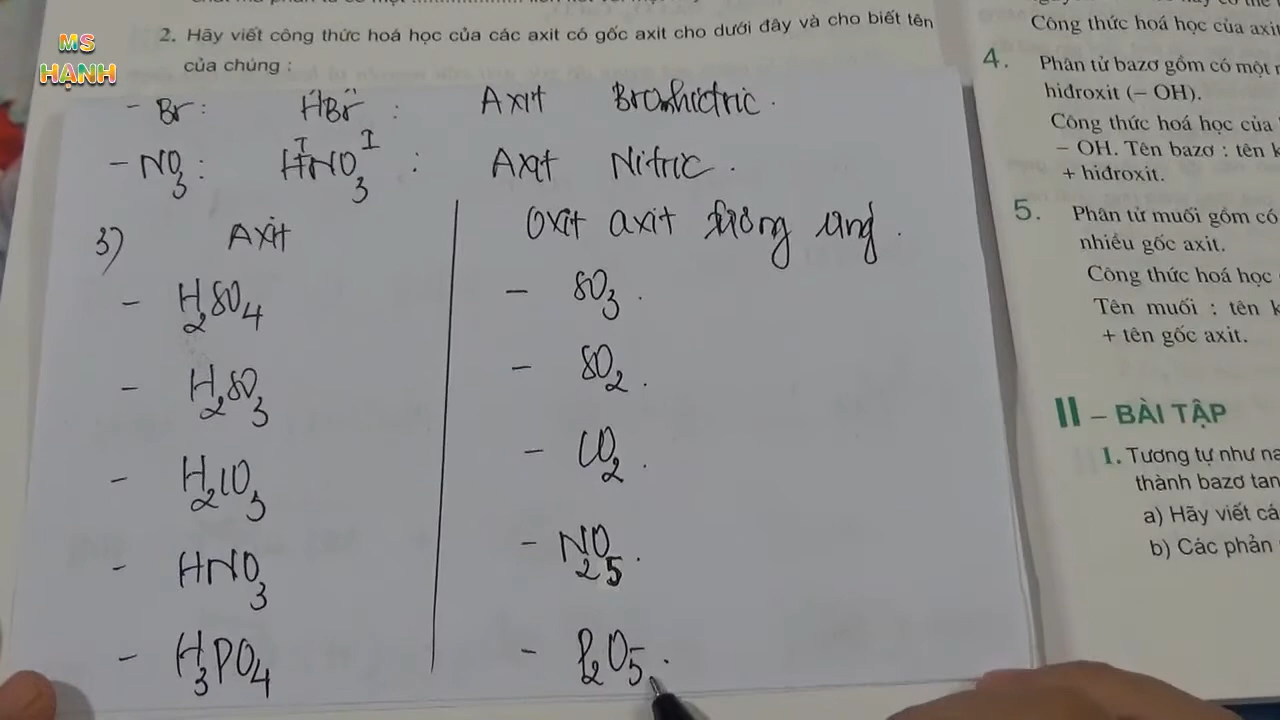 MS
HẠNH
2. Hãy viết công thức hoá học của các axit có gốc axit cho dưới đây và cho biết tên
của chúng :
- Br: HBr : Axit Bromhiđric.
- NO3: HNO3 : Axit Nitric.
3) Axit
Oxit axit tương ứng.
- H2SO4 - SO3.
- H2SO3 - SO2.
- H2CO3 - CO2.
- HNO3 - N2O5.
- H3PO4 - P2O5.
Công thức hoá học của axit
4. Phân tử bazơ gồm có một
hiđroxit (– OH).
Công thức hoá học của
– OH. Tên bazơ : tên k
+ hiđroxit.
5. Phân tử muối gồm có
nhiều gốc axit.
Công thức hoá học
Tên muối : tên k
+ tên gốc axit.
II – BÀI TẬP
1. Tương tự như na
thành bazơ tan
a) Hãy viết cá
b) Các phản